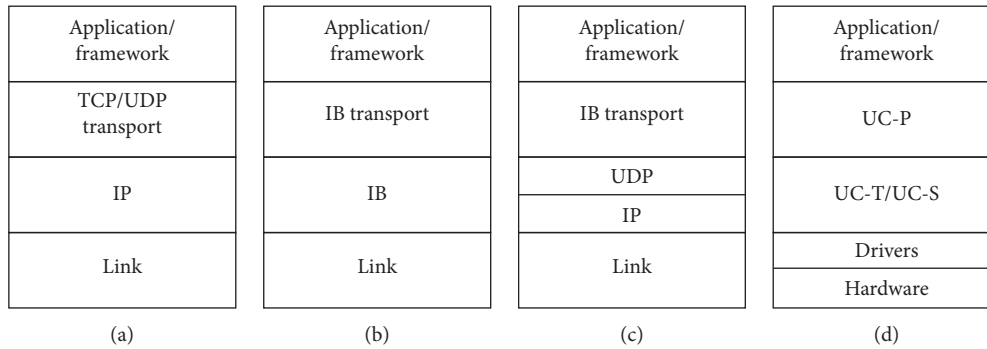 Application/
framework
TCP/UDP
transport
IP
Link
(a)
Application/
framework
IB transport
IB
Link
(b)
Application/
framework
IB transport
UDP
IP
Link
(c)
Application/
framework
UC-P
UC-T/UC-S
Drivers
Hardware
(d)